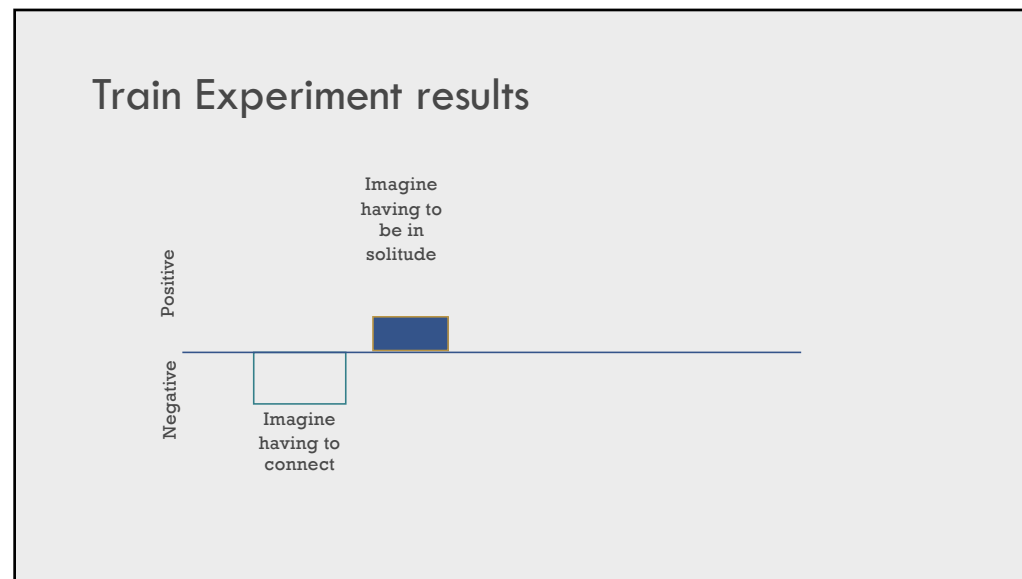 Train Experiment results
Imagine
having to
be in
solitude
Positive
Negative
Imagine
having to
connect